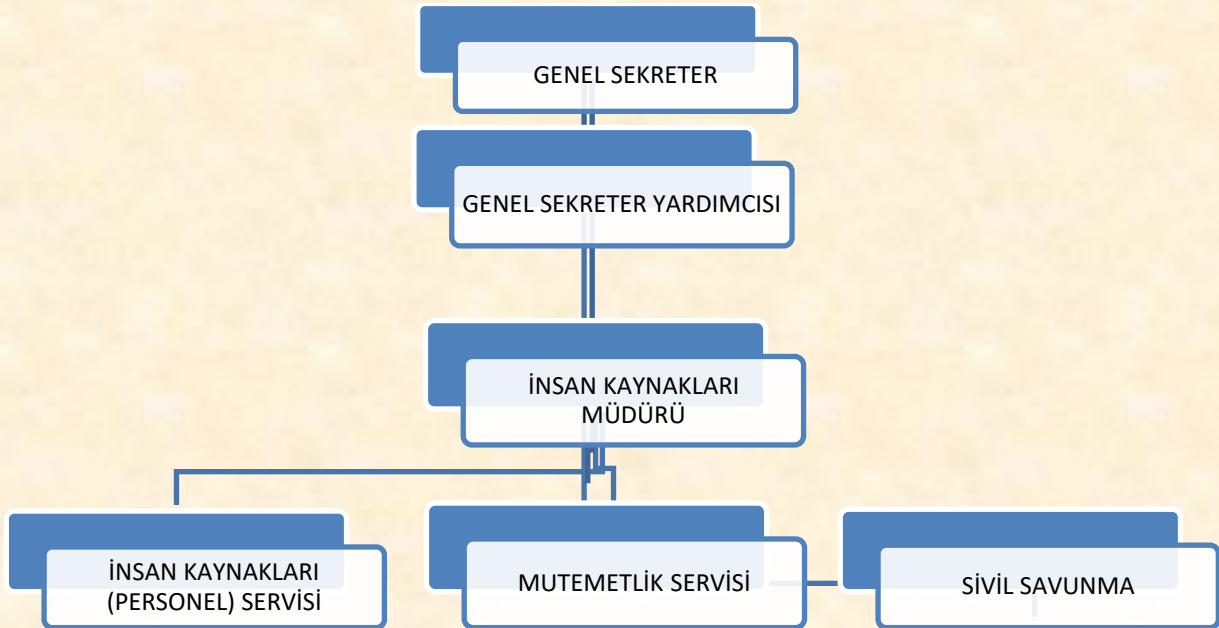 GENEL SEKRETER
GENEL SEKRETER YARDIMCISI
İNSAN KAYNAKLARI
MÜDÜRÜ
İNSAN KAYNAKLARI
(PERSONEL) SERVİSİ
MUTEMETLİK SERVİSİ
SİVİL SAVUNMA